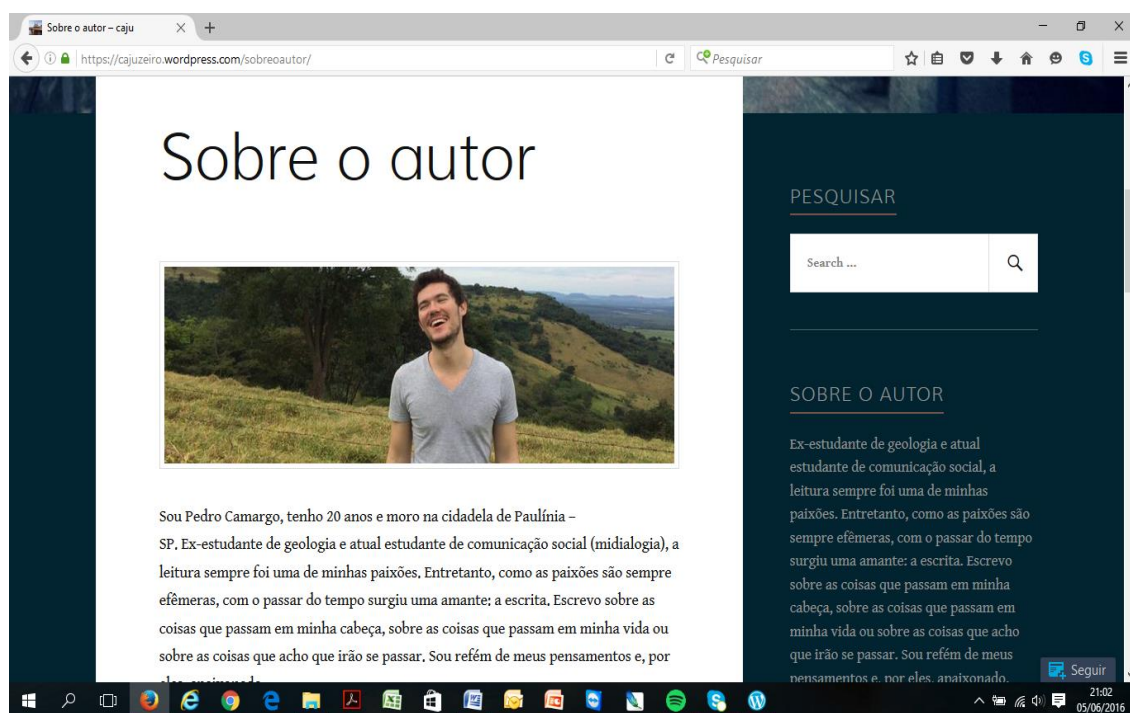 Sobre o autor – caju
https://cajuzeiro.wordpress.com/sobreoautor/
Pesquisar
Sobre o autor
Sou Pedro Camargo, tenho 20 anos e moro na cidadela de Paulínia –
SP. Ex-estudante de geologia e atual estudante de comunicação social (midialogia), a
leitura sempre foi uma de minhas paixões. Entretanto, como as paixões são sempre
efêmeras, com o passar do tempo surgiu uma amante: a escrita. Escrevo sobre as
coisas que passam em minha cabeça, sobre as coisas que passam em minha vida ou
sobre as coisas que acho que irão se passar. Sou refém de meus pensamentos e, por
PESQUISAR
Search ...
SOBRE O AUTOR
Ex-estudante de geologia e atual
estudante de comunicação social, a
leitura sempre foi uma de minhas
paixões. Entretanto, como as paixões são
sempre efêmeras, com o passar do tempo
surgiu uma amante: a escrita. Escrevo
sobre as coisas que passam em minha
cabeça, sobre as coisas que passam em
minha vida ou sobre as coisas que acho
que irão se passar. Sou refém de meus
pensamentos e, por eles, apaixonado.
Seguir
21:02
05/06/2016